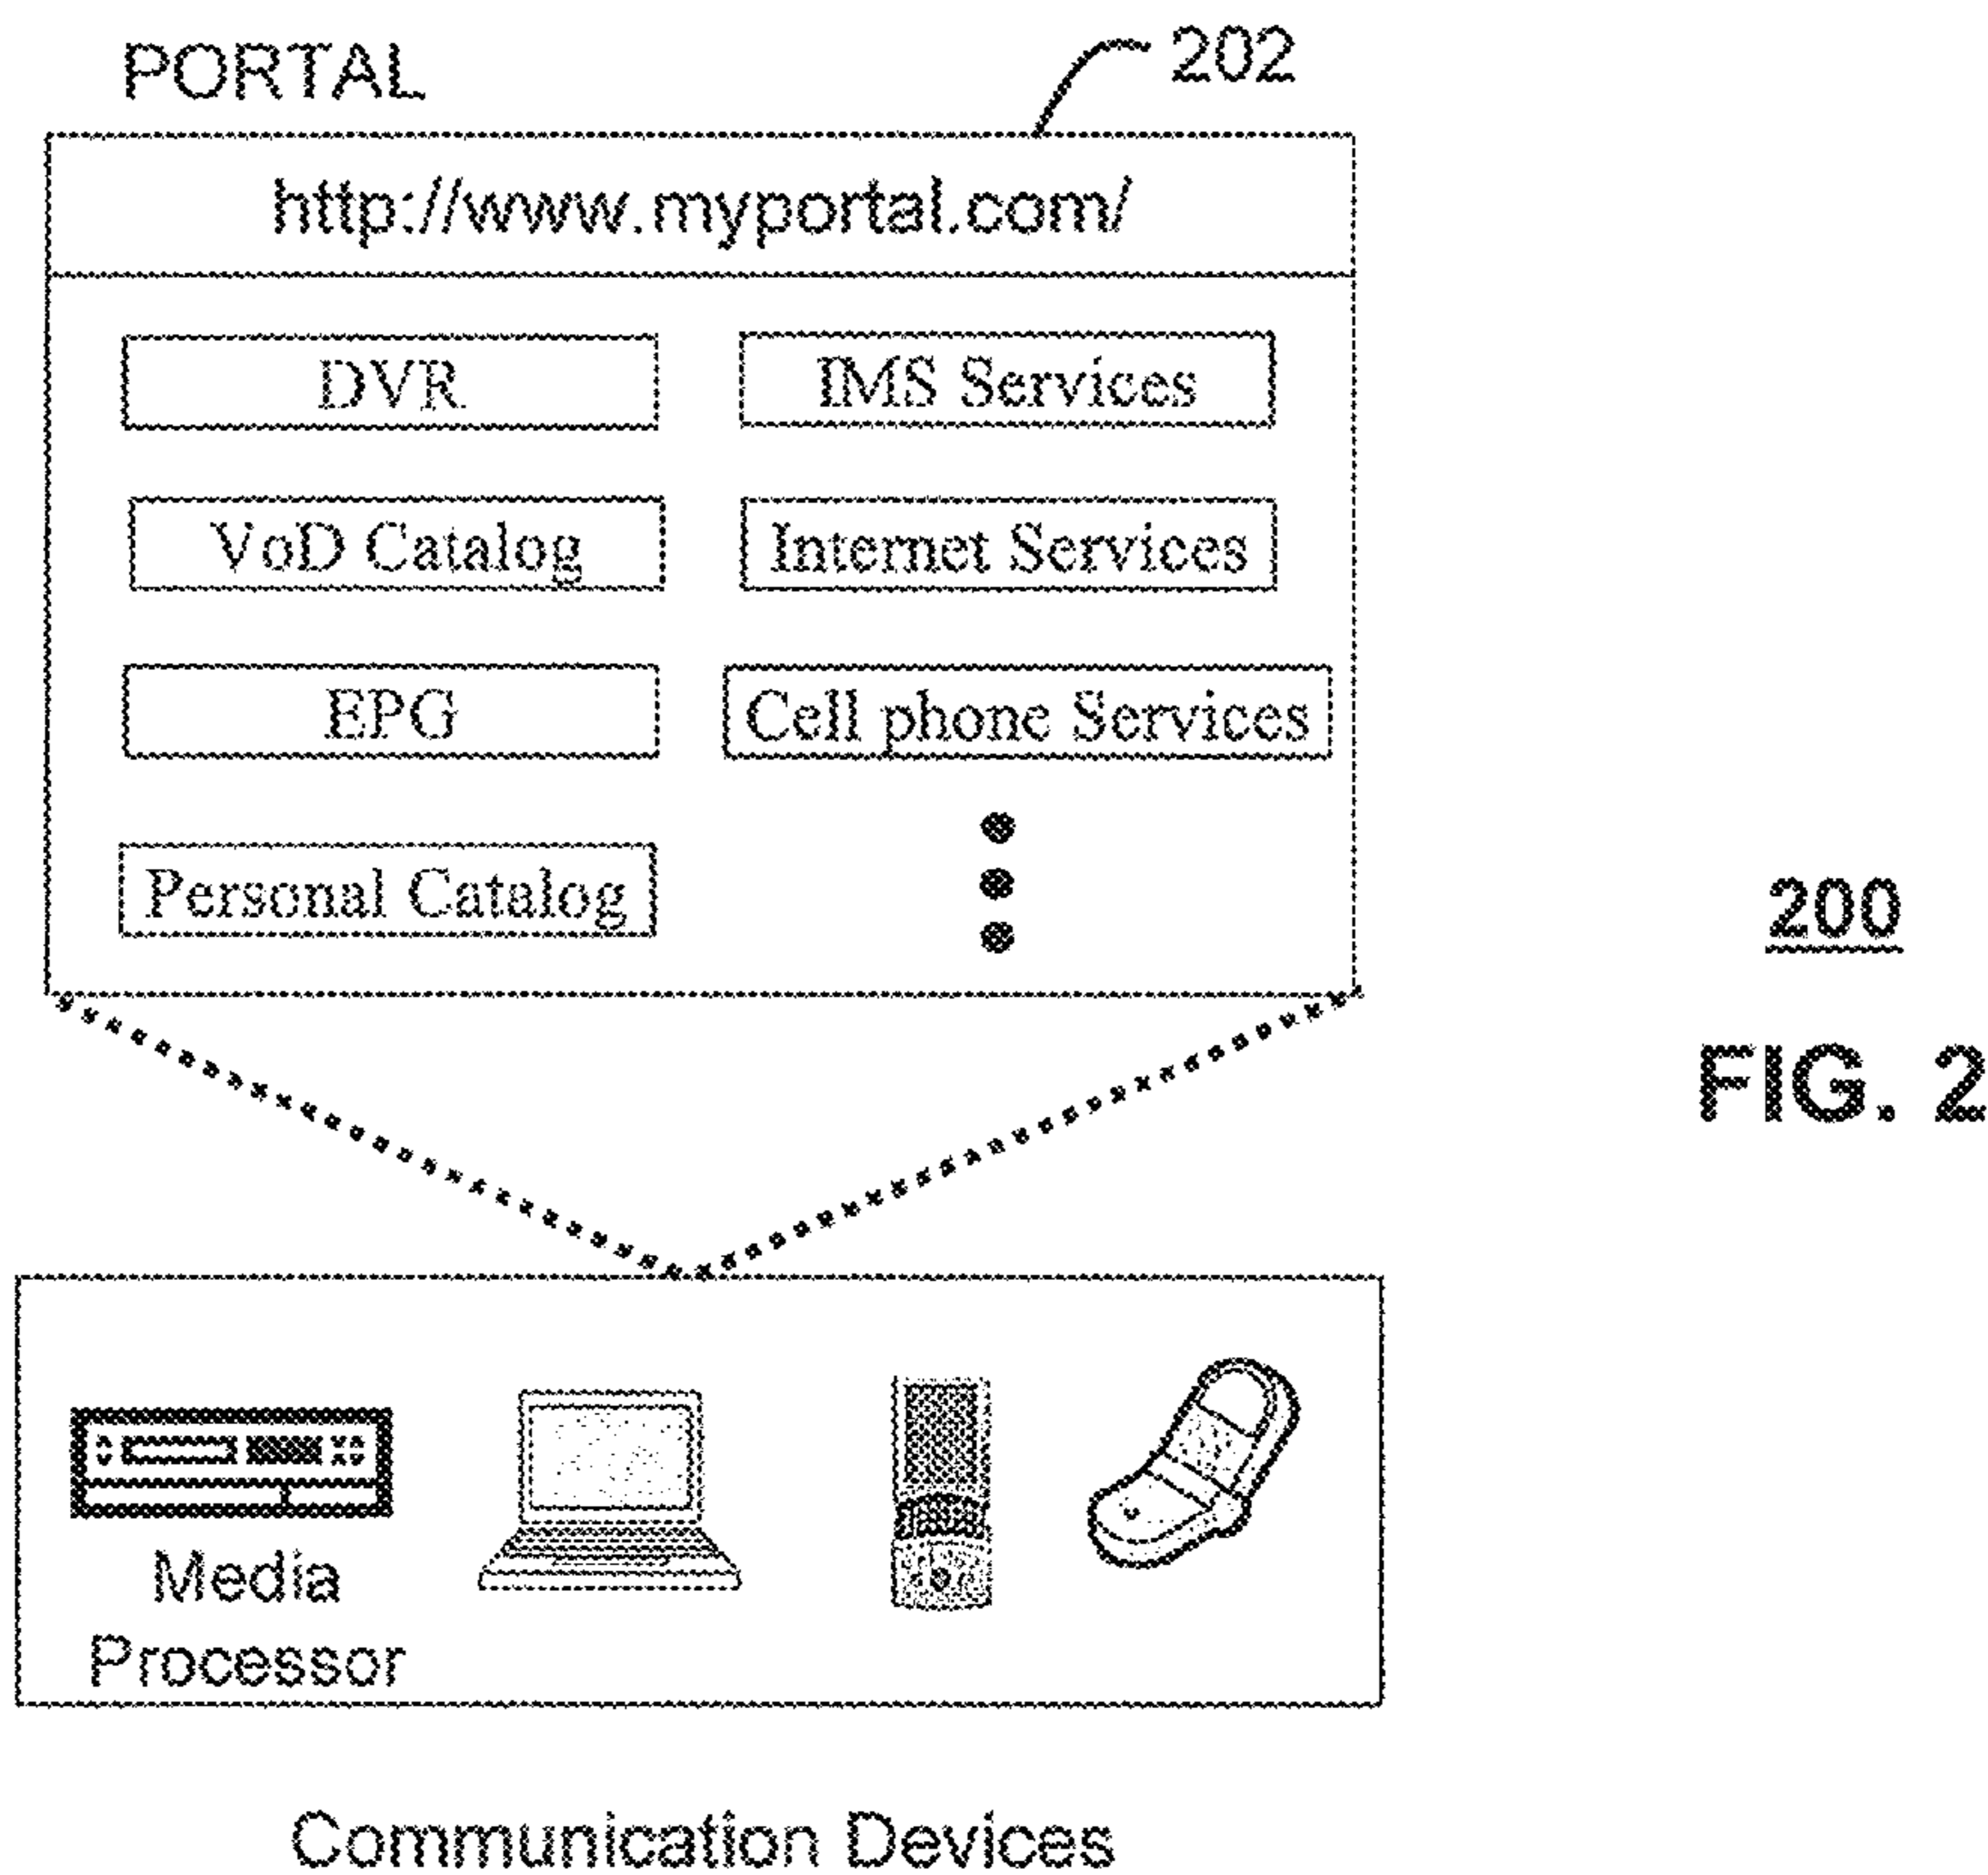 PORTAL
202
http://www.myportal.com/
DVR
IMS Services
VoD Catalog
Internet Services
EPG
Cell phone Services
Personal Catalog
200
FIG. 2
Media
Processor
Communication Devices